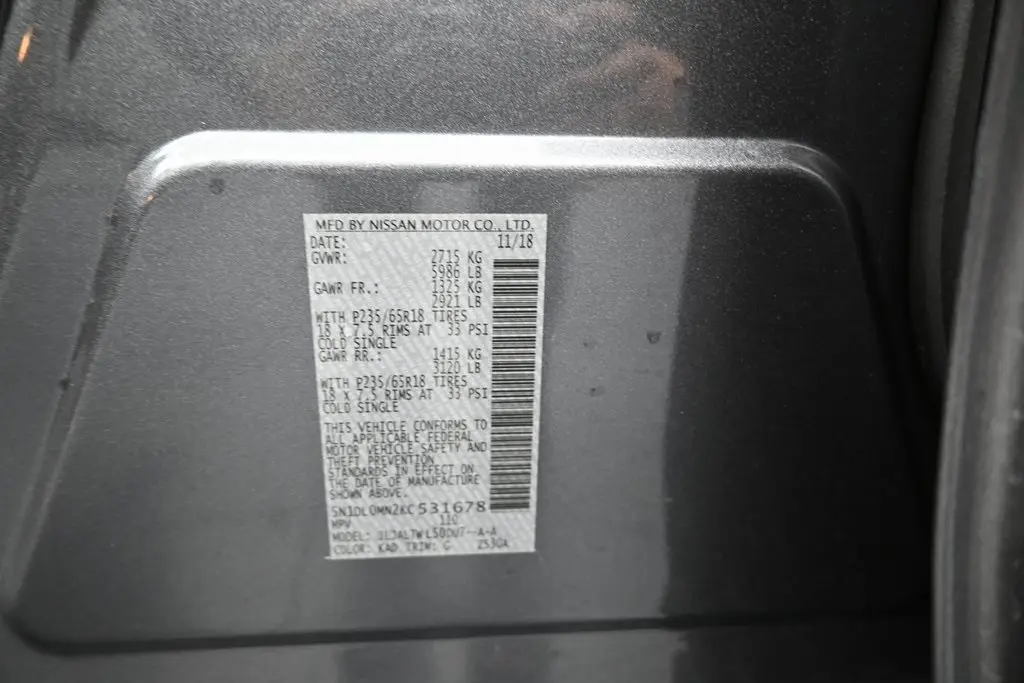 MFD BY NISSAN MOTOR CO., LTD.
DATE: 11/18
GVWR: 2715 KG
5986 LB
GAWR FR.: 1325 KG
2921 LB
WITH P235/65R18 TIRES
18 X 7.5 RIMS AT 33 PSI
COLD SINGLE
GAWR RR.: 1415 KG
3120 LB
WITH P235/65R18 TIRES
18 X 7.5 RIMS AT 33 PSI
COLD SINGLE
THIS VEHICLE CONFORMS TO
ALL APPLICABLE FEDERAL
MOTOR VEHICLE SAFETY AND
THEFT PREVENTION
STANDARDS IN EFFECT ON
THE DATE OF MANUFACTURE
SHOWN ABOVE.
5N1DL0MN2KC531678
MPV 110
MODEL:
COLOR: KAD TRIM: G